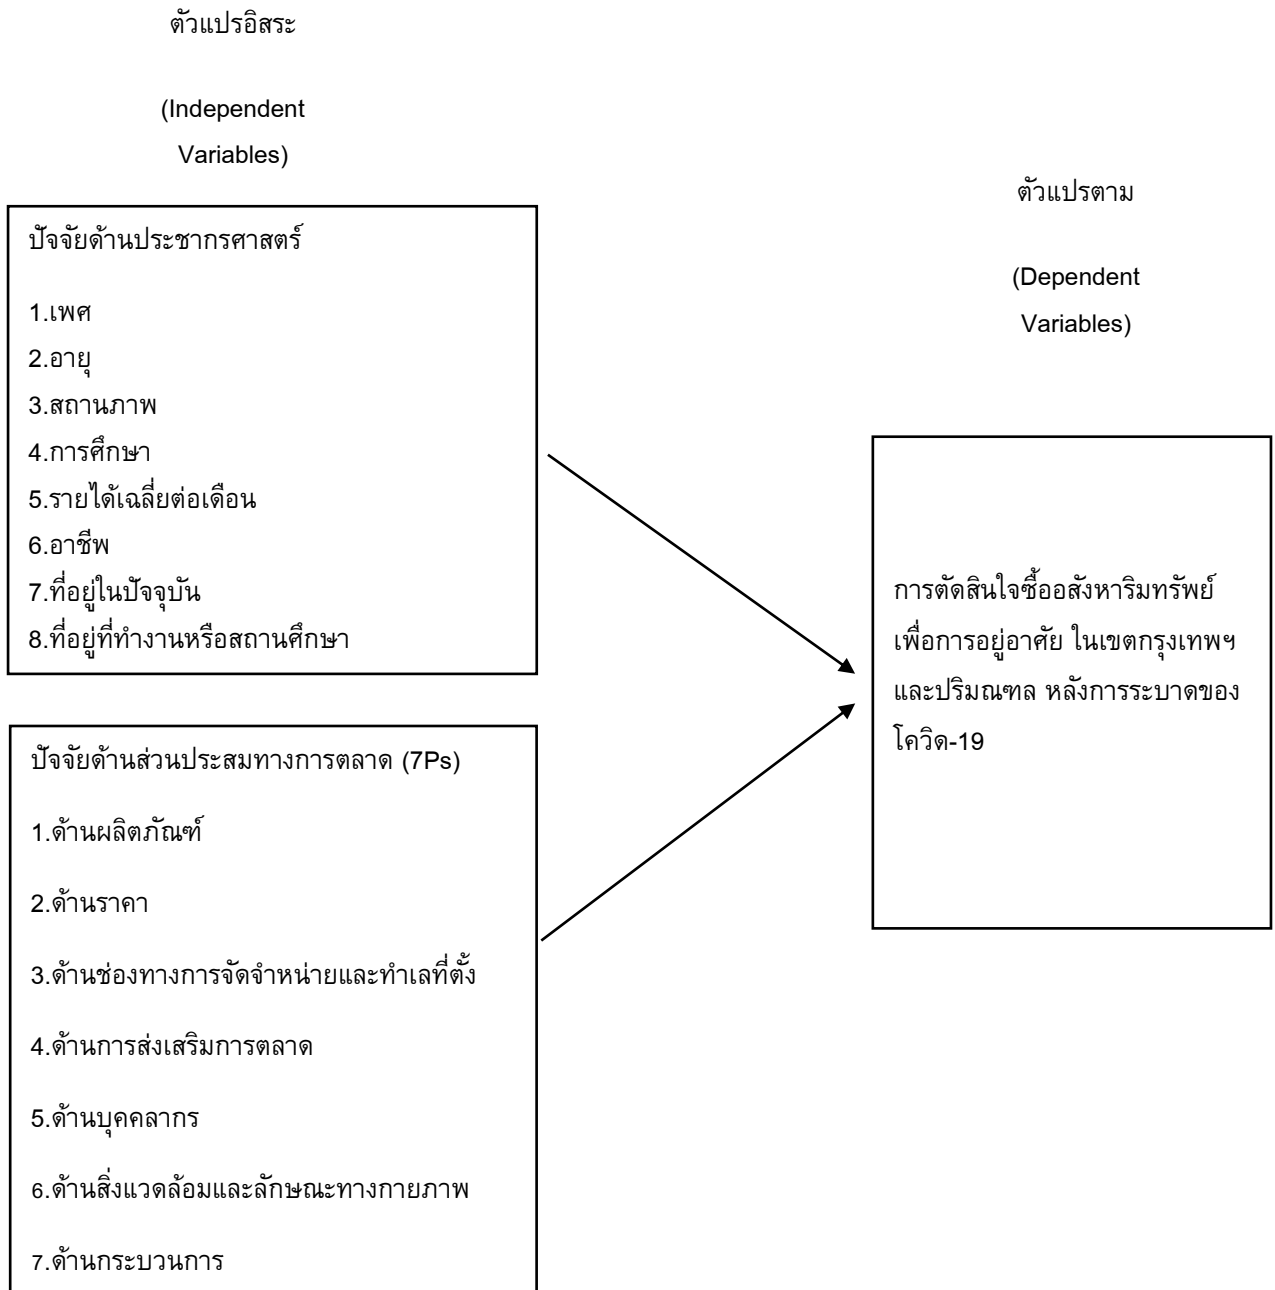 ตัวแปรอิสระ
(Independent
Variables)
ปัจจัยด้านประชากรศาสตร์
1.เพศ
2.อายุ
3.สถานภาพ
4.การศึกษา
5.รายได้เฉลี่ยต่อเดือน
6.อาชีพ
7.ที่อยู่ในปัจจุบัน
8.ที่อยู่ที่ทำงานหรือสถานศึกษา
ปัจจัยด้านส่วนประสมทางการตลาด (7Ps)
1.ด้านผลิตภัณฑ์
2.ด้านราคา
3.ด้านช่องทางการจัดจำหน่ายและทำเลที่ตั้ง
4.ด้านการส่งเสริมการตลาด
5.ด้านบุคคลากร
6.ด้านสิ่งแวดล้อมและลักษณะทางกายภาพ
7.ด้านกระบวนการ
ตัวแปรตาม
(Dependent
Variables)
การตัดสินใจซื้ออสังหาริมทรัพย์
เพื่อการอยู่อาศัย ในเขตกรุงเทพฯ
และปริมณฑล หลังการระบาดของ
โควิด-19